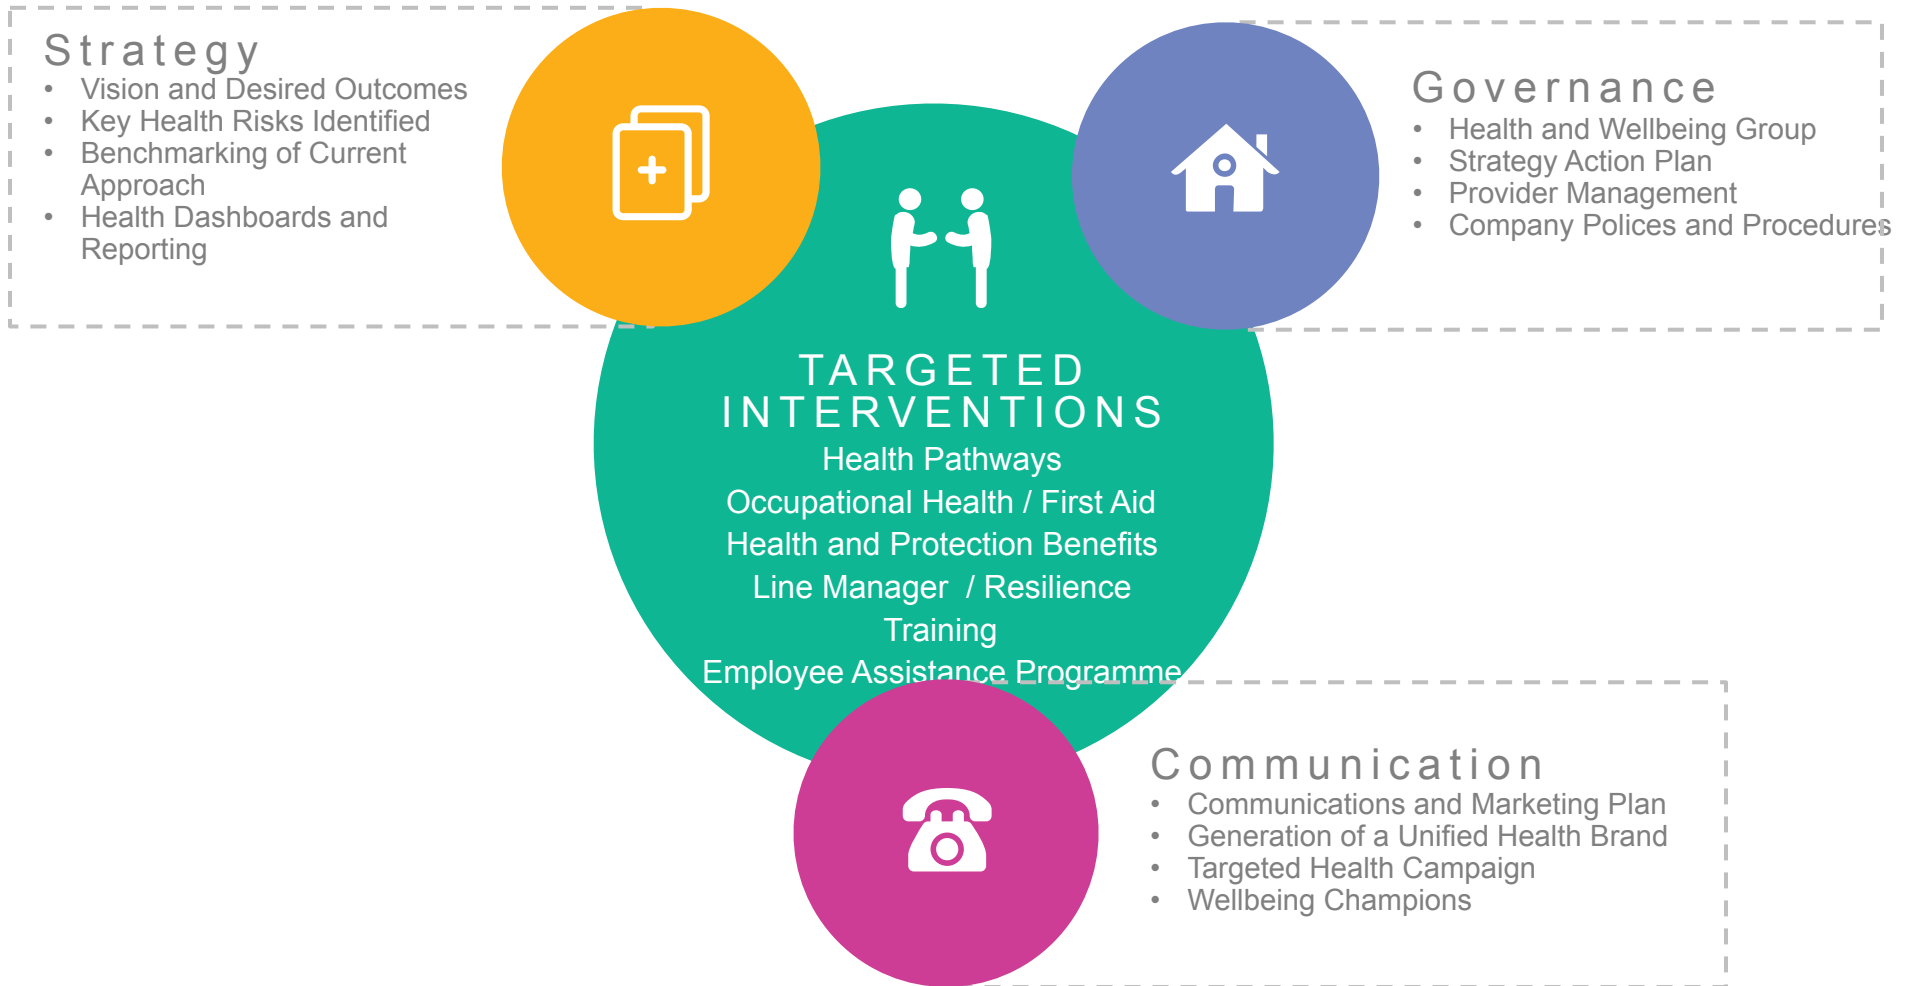 Strategy
• Vision and Desired Outcomes
• Key Health Risks Identified
• Benchmarking of Current
Approach
• Health Dashboards and
Reporting
Governance
• Health and Wellbeing Group
• Strategy Action Plan
• Provider Management
• Company Polices and Procedures
TARGETED
INTERVENTIONS
Health Pathways
Occupational Health / First Aid
Health and Protection Benefits
Line Manager  / Resilience
Training
Employee Assistance Programme
Communication
• Communications and Marketing Plan
• Generation of a Unified Health Brand
• Targeted Health Campaign
• Wellbeing Champions